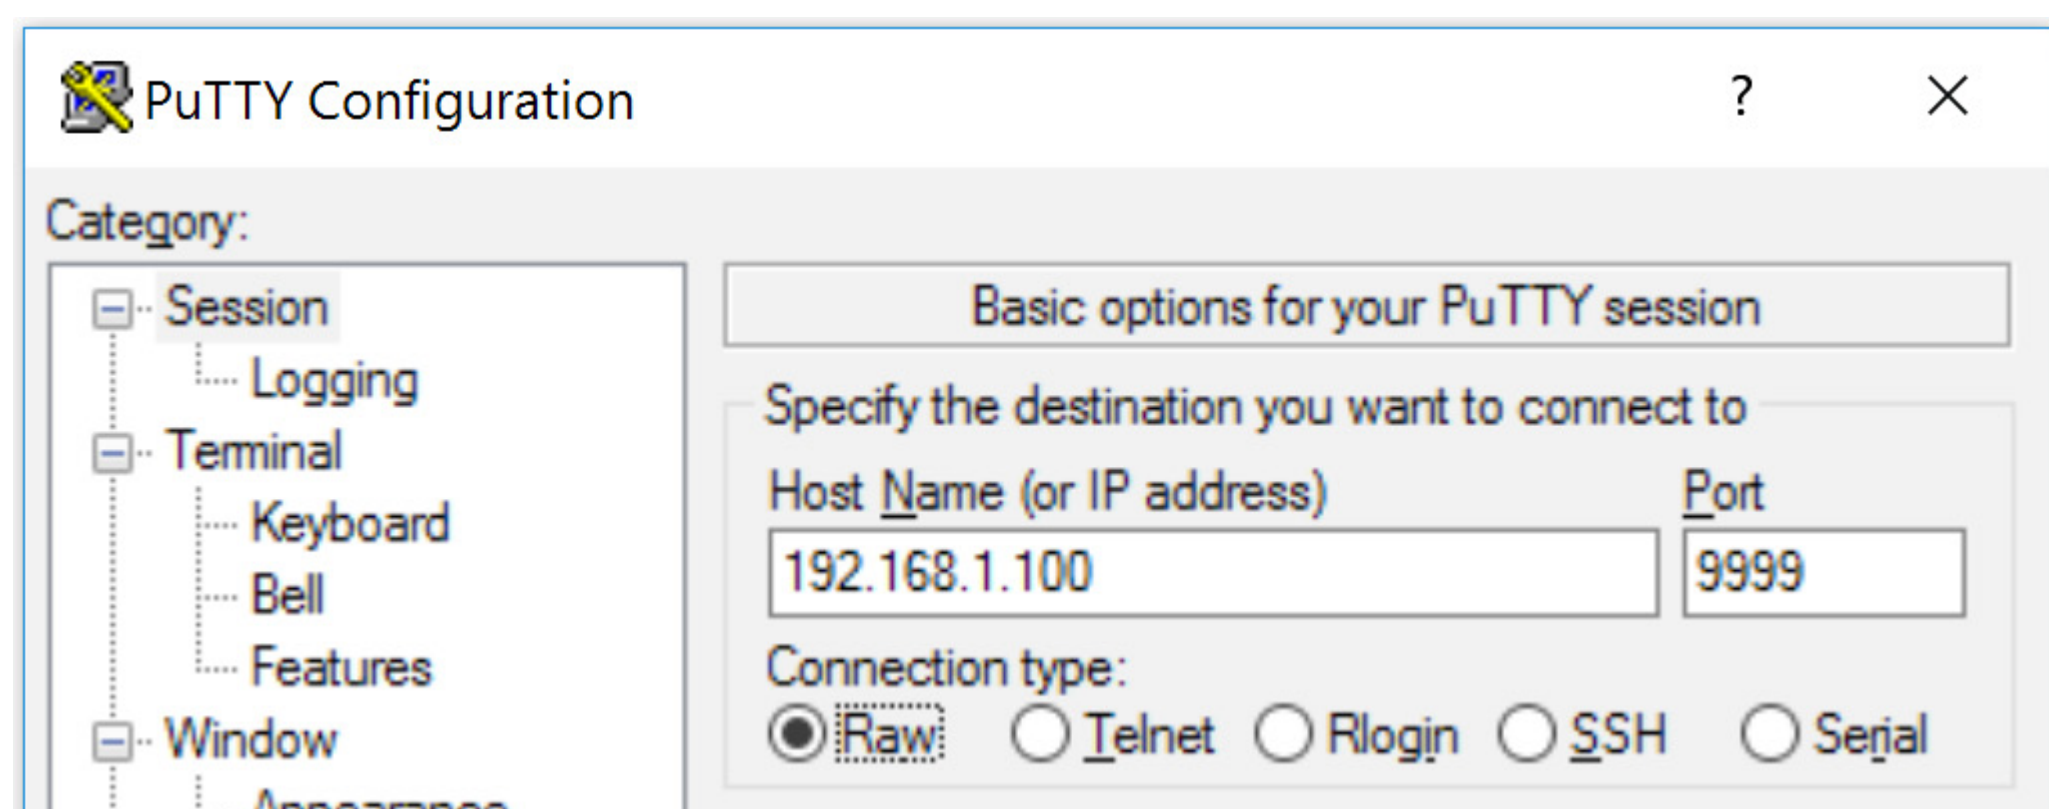 PuTTY Configuration ? ×
Category:
Session
Logging
Terminal
Keyboard
Bell
Features
Window
Appearance
Basic options for your PuTTY session
Specify the destination you want to connect to
Host Name (or IP address) Port
192.168.1.100 9999
Connection type:
Raw Telnet Rlogin SSH Serial